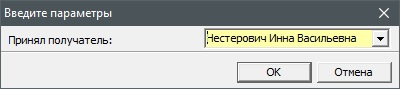 Введите параметры
Принял получатель: Нестерович Инна Васильевна
OK Отмена